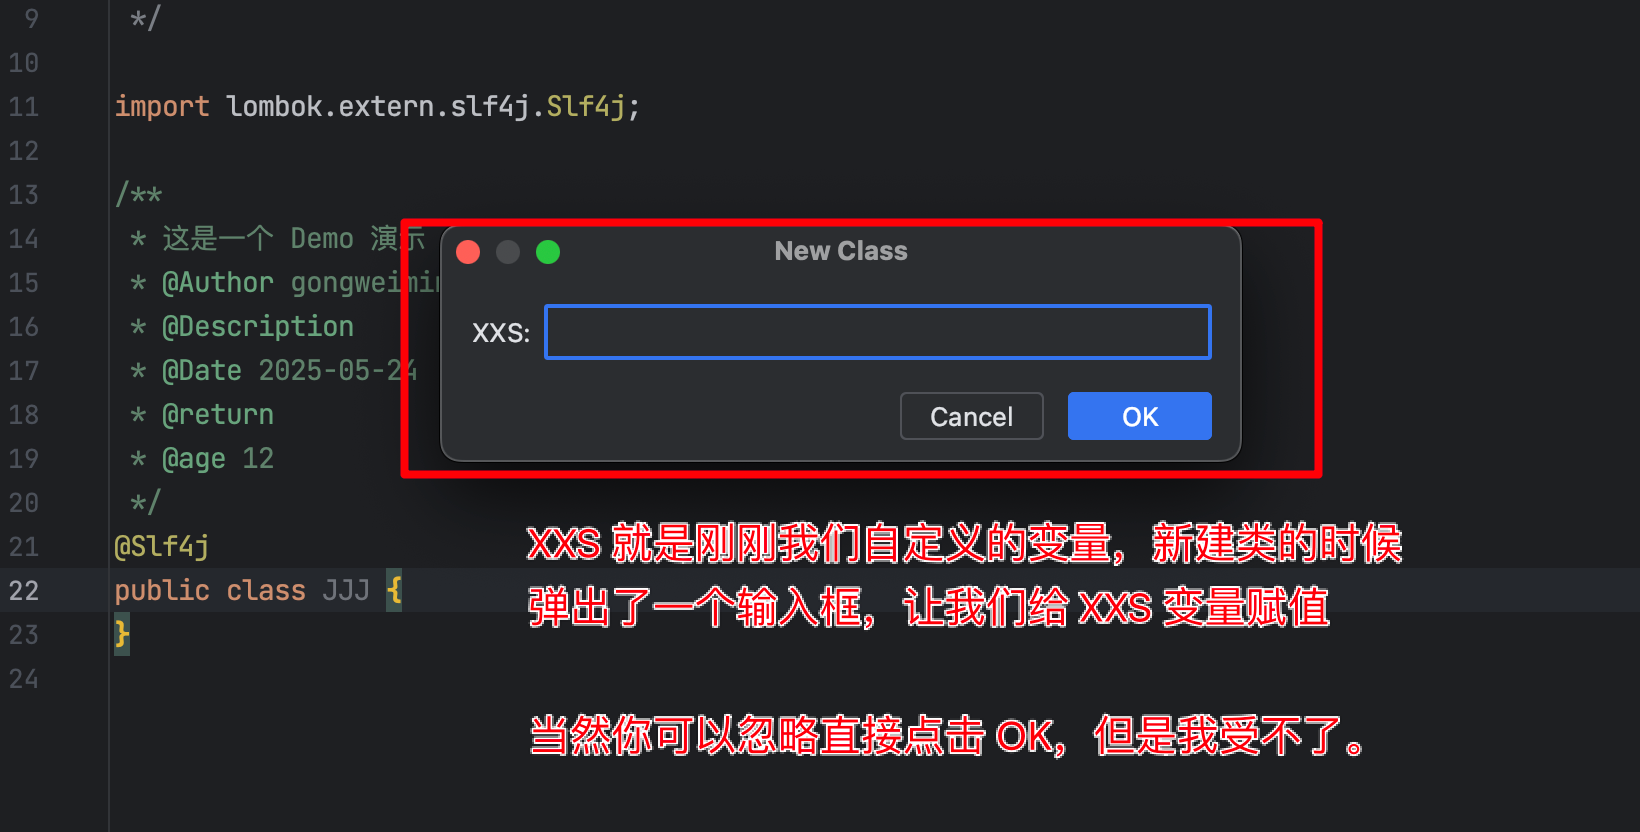 9 */
10
11 import lombok.extern.slf4j.Slf4j;
12
13 /**
14 * 这是一个 Demo 演示
New Class
15 * @Author gongweimin
16 * @Description
XXS:
17 * @Date 2025-05-24
18 * @return
Cancel OK
19 * @age 12
20 */
21 @Slf4j
XXS 就是刚刚我们自定义的变量，新建类的时候
22 public class JJJ {
弹出了一个输入框，让我们给 XXS 变量赋值
23 }
24
当然你可以忽略直接点击 OK，但是我受不了。